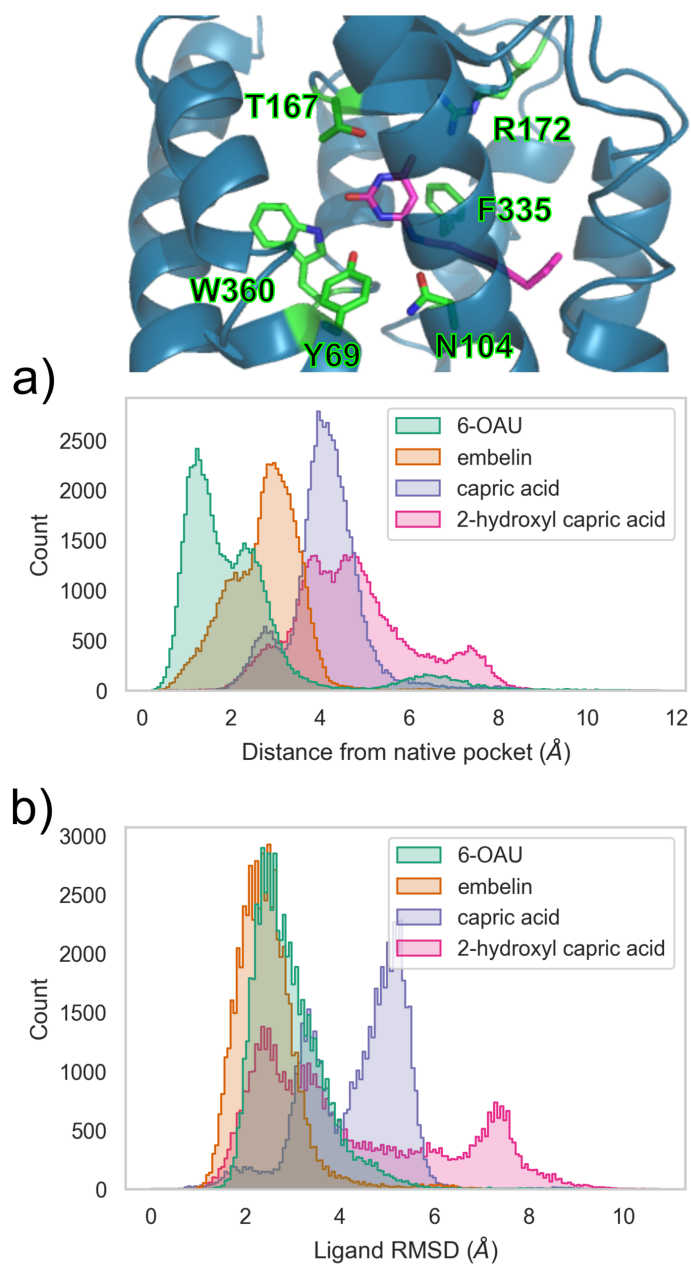 T167
R172
F335
W360
Y69
N104
a)
2500
2000
1500
1000
500
0
Count
6-OAU
embelin
capric acid
2-hydroxyl capric acid
0 2 4 6 8 10 12
Distance from native pocket (Å)
b)
3000
2500
2000
1500
1000
500
0
Count
6-OAU
embelin
capric acid
2-hydroxyl capric acid
0 2 4 6 8 10
Ligand RMSD (Å)